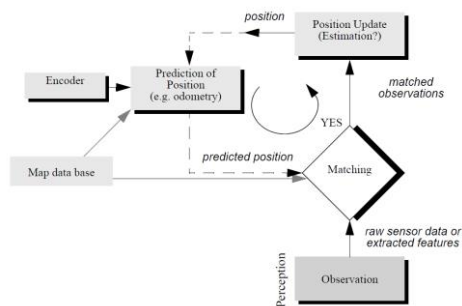 position
Position Update
(Estimation?)
Encoder
Prediction of
Position
(e.g. odometry)
matched
observations
YES
predicted position
Map data base
Matching
raw sensor data or
extracted features
Perception
Observation